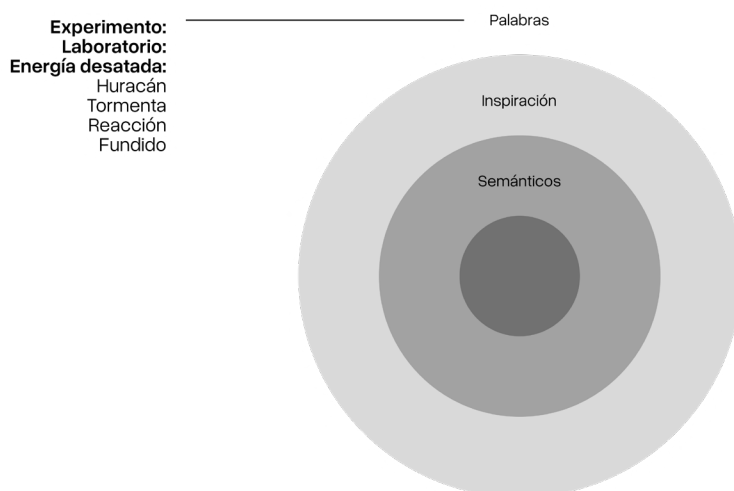 Experimento:
Laboratorio:
Energía desatada:
Huracán
Tormenta
Reacción
Fundido
Palabras
Inspiración
Semánticos